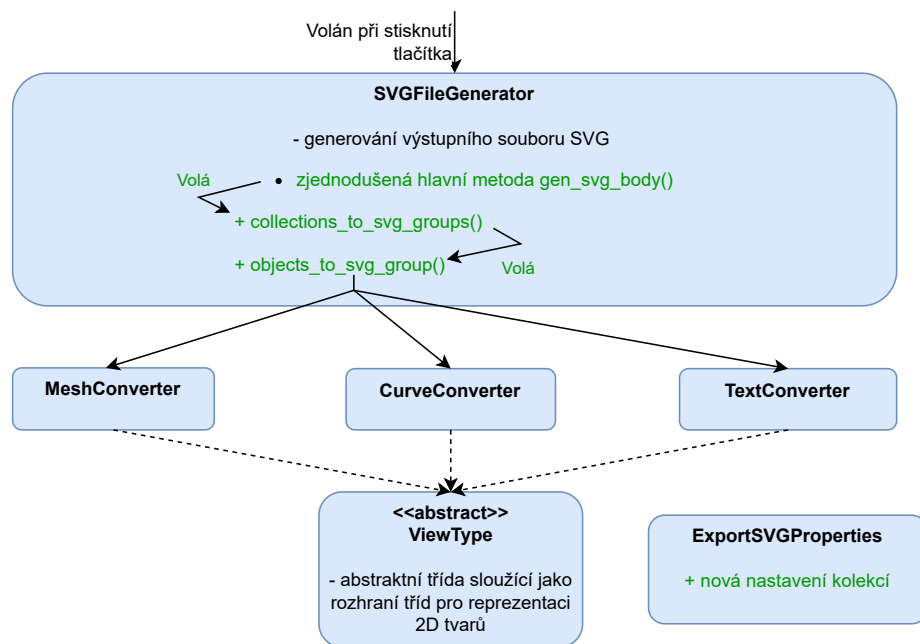 Volán při stisknutí
tlačítka
SVGFileGenerator
- generování výstupního souboru SVG
Volá
• zjednodušená hlavní metoda gen_svg_body()
+ collections_to_svg_groups()
+ objects_to_svg_group()
Volá
MeshConverter
CurveConverter
TextConverter
<<abstract>>
ViewType
- abstraktní třída sloužící jako
rozhraní tříd pro reprezentaci
2D tvarů
ExportSVGProperties
+ nová nastavení kolekcí